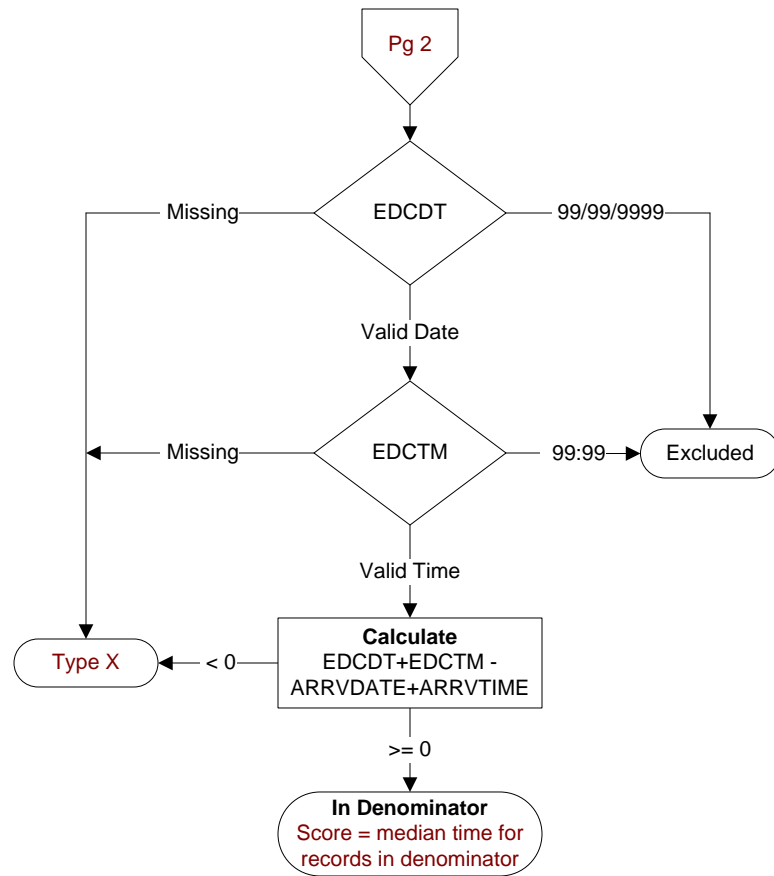 Pg 2
Missing
EDCDT
99/99/9999
Valid Date
Missing
EDCTM
99:99
Excluded
Valid Time
Type X
< 0
Calculate
EDCDT+EDCTM -
ARRVDATE+ARRVTIME
>= 0
In Denominator
Score = median time for
records in denominator